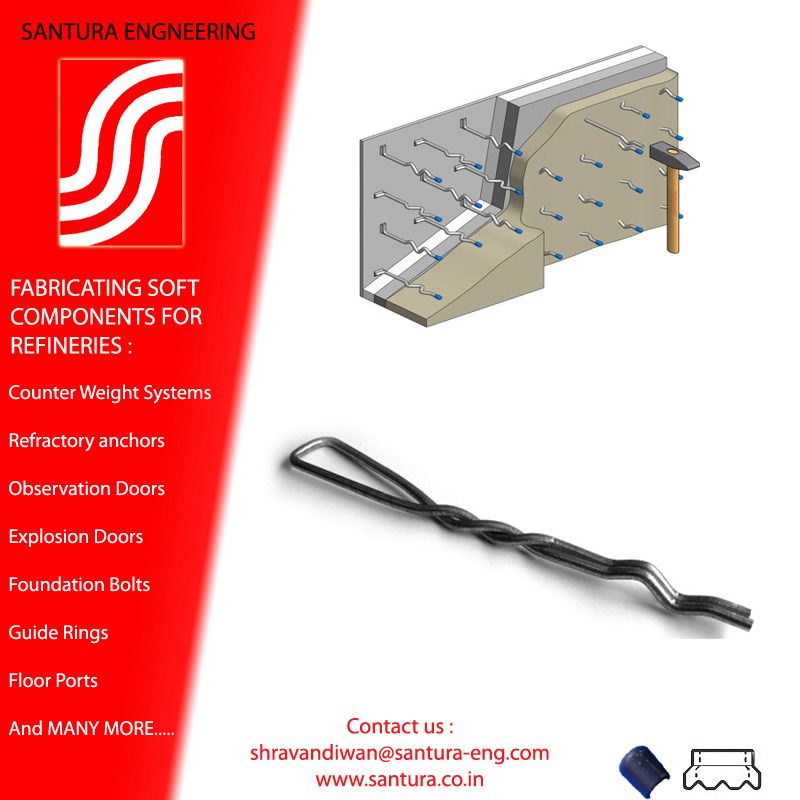 SANTURA ENGNEERING
FABRICATING SOFT
COMPONENTS FOR
REFINERIES :
Counter Weight Systems
Refractory anchors
Observation Doors
Explosion Doors
Foundation Bolts
Guide Rings
Floor Ports
And MANY MORE.....
Contact us :
shravandiwan@santura-eng.com
www.santura.co.in